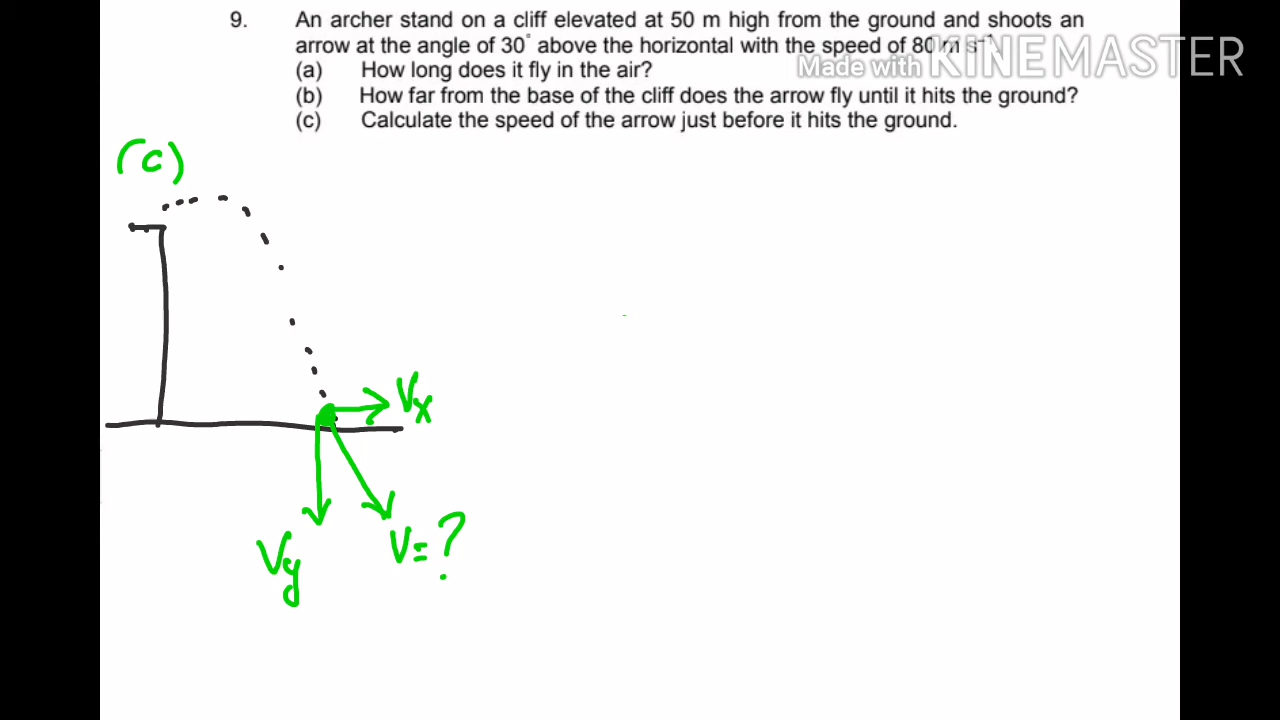 9. An archer stand on a cliff elevated at 50 m high from the ground and shoots an
arrow at the angle of 30° above the horizontal with the speed of 80 m s⁻¹.
Made with KINEMASTER
(a) How long does it fly in the air?
(b) How far from the base of the cliff does the arrow fly until it hits the ground?
(c) Calculate the speed of the arrow just before it hits the ground.
(c)
Vx
Vy
V=?